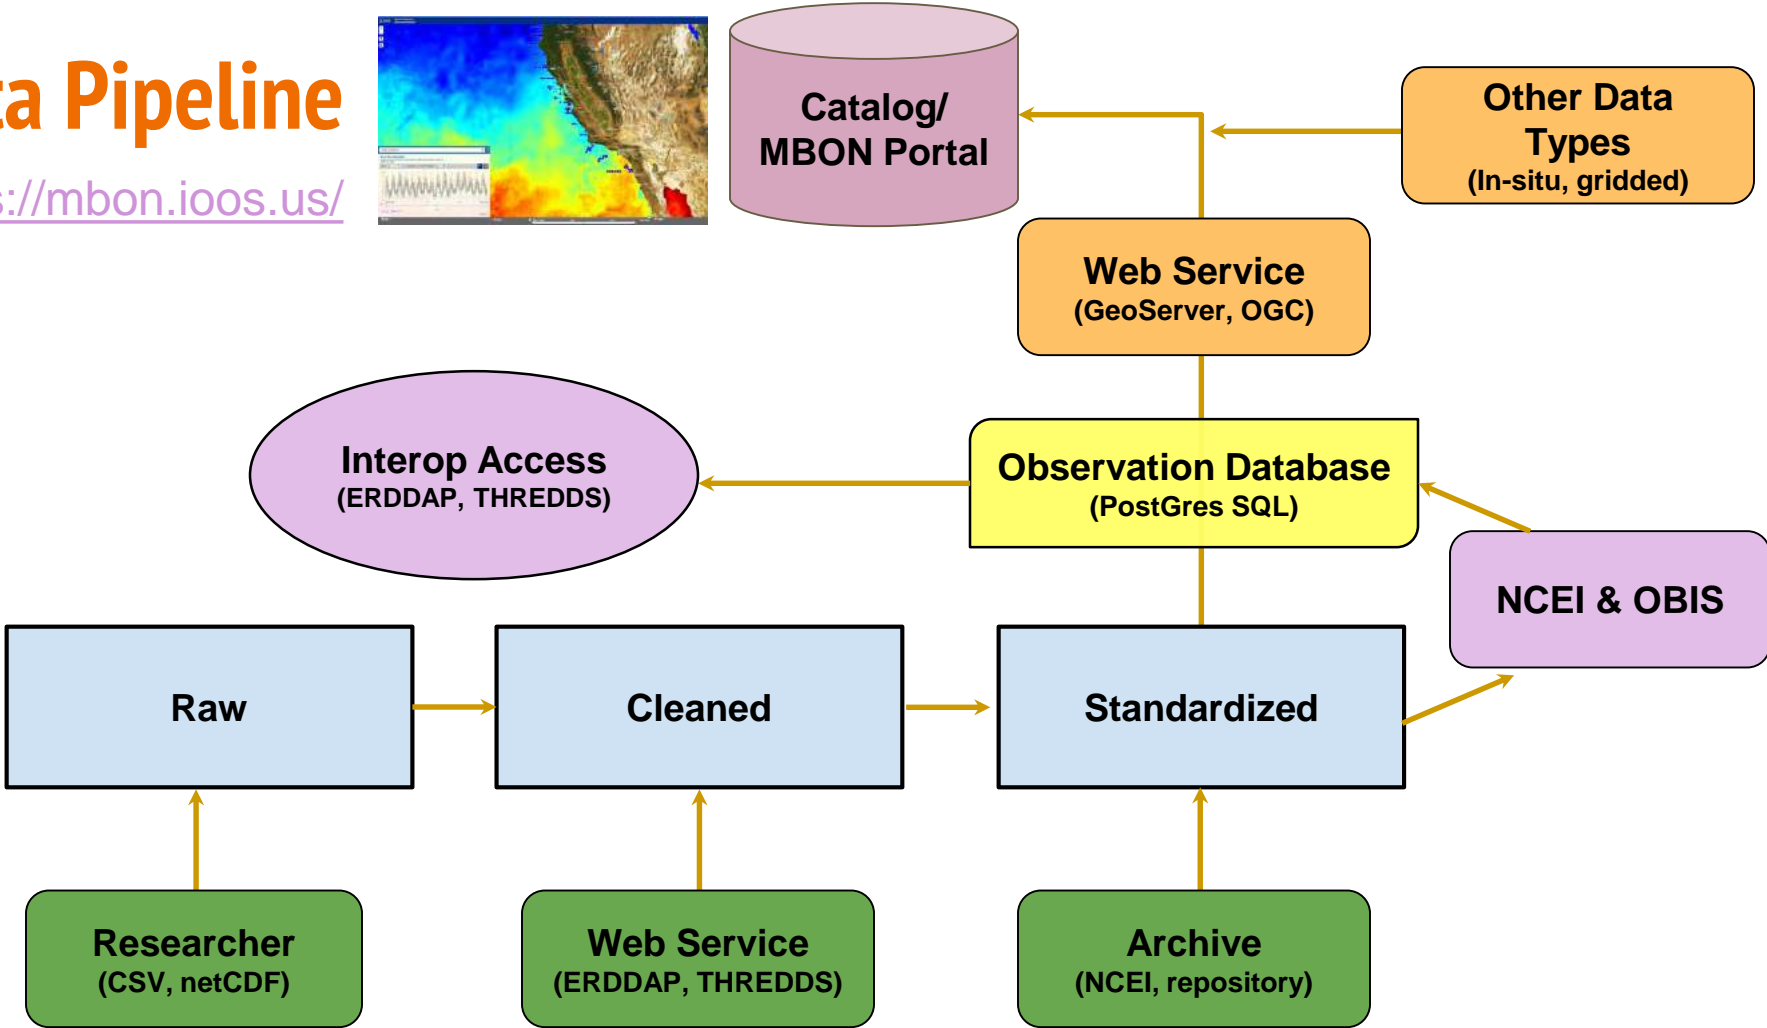 ta Pipeline
s://mbon.ioos.us/
Catalog/
MBON Portal
Other Data
Types
(In-situ, gridded)
Web Service
(GeoServer, OGC)
Interop Access
(ERDDAP, THREDDS)
Observation Database
(PostGres SQL)
NCEI & OBIS
Raw
Cleaned
Standardized
Researcher
(CSV, netCDF)
Web Service
(ERDDAP, THREDDS)
Archive
(NCEI, repository)